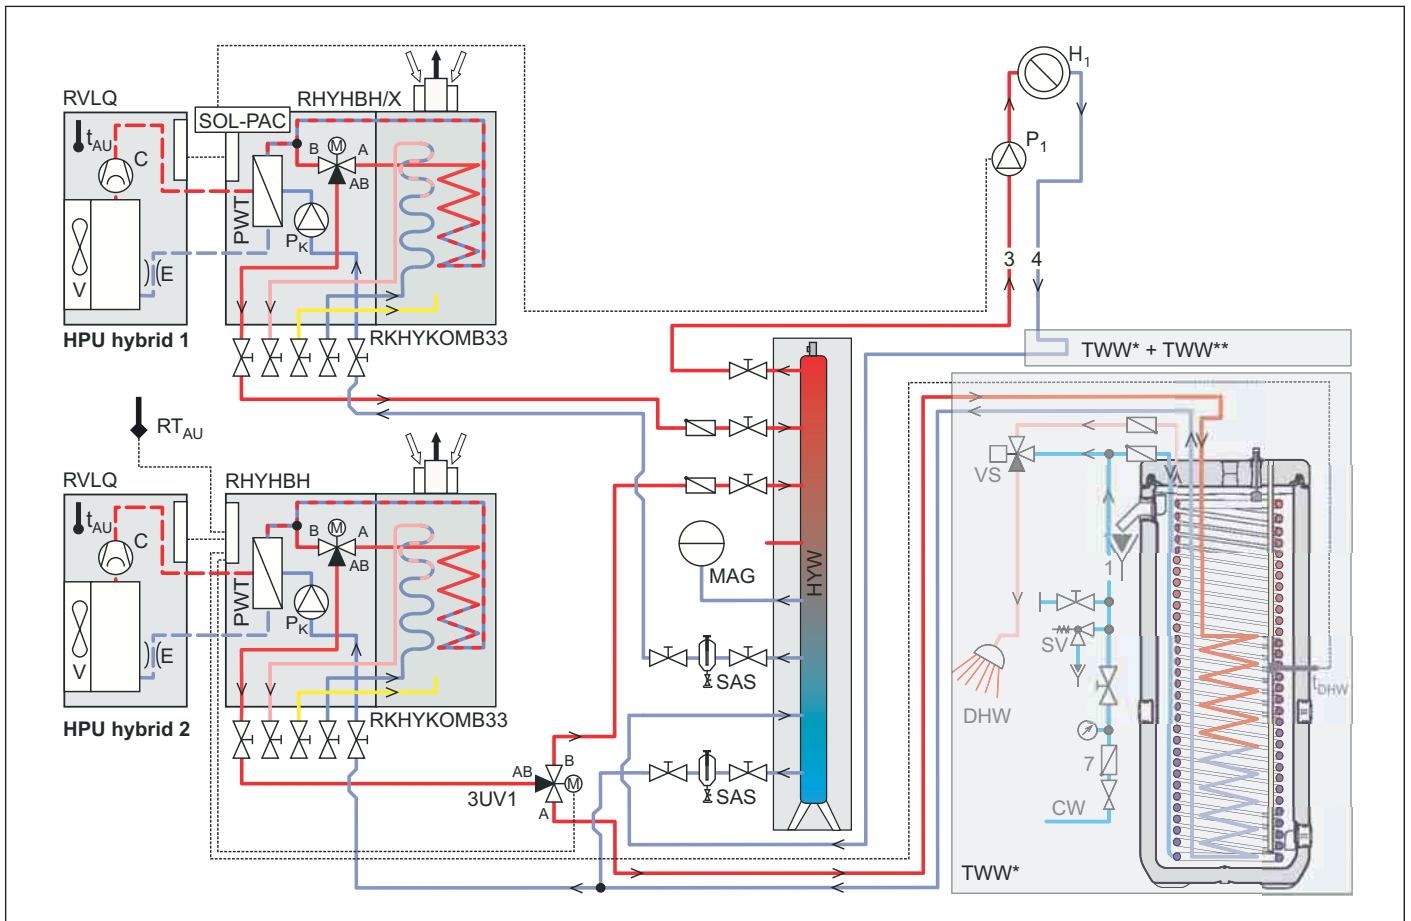 H1
RVLQ
RHYHBH/X
SOL-PAC
tAU
C
B
M
A
AB
P1
PWT
PK
V
E
3
4
HPU hybrid 1
RKHYKOMB33
TWW* + TWW**
RTAU
VS
RVLQ
RHYHBH
tAU
C
B
M
A
AB
MAG
HYW
1
PWT
PK
V
E
SV
SAS
tDHW
DHW
HPU hybrid 2
RKHYKOMB33
7
AB
B
M
3UV1
A
SAS
CW
TWW*